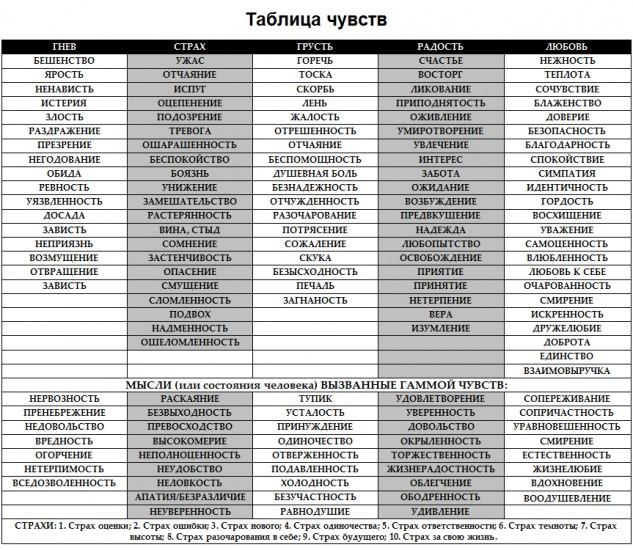 Таблица чувств
ГНЕВ СТРАХ ГРУСТЬ РАДОСТЬ ЛЮБОВЬ
БЕШЕНСТВО УЖАС ГОРЕЧЬ СЧАСТЬЕ НЕЖНОСТЬ
ЯРОСТЬ ОТЧАЯНИЕ ТОСКА ВОСТОРГ ТЕПЛОТА
НЕНАВИСТЬ ИСПУГ СКОРБЬ ЛИКОВАНИЕ СОЧУВСТВИЕ
ИСТЕРИЯ ОЦЕПЕНЕНИЕ ЛЕНЬ ПРИПОДНЯТОСТЬ БЛАЖЕНСТВО
ЗЛОСТЬ ПОДОЗРЕНИЕ ЖАЛОСТЬ ОЖИВЛЕНИЕ ДОВЕРИЕ
РАЗДРАЖЕНИЕ ТРЕВОГА ОТРЕШЕННОСТЬ УМИРОТВОРЕНИЕ БЕЗОПАСНОСТЬ
ПРЕЗРЕНИЕ ОШАРАШЕННОСТЬ ОТЧАЯНИЕ УВЛЕЧЕНИЕ БЛАГОДАРНОСТЬ
НЕГОДОВАНИЕ БЕСПОКОЙСТВО БЕСПОМОЩНОСТЬ ИНТЕРЕС СПОКОЙСТВИЕ
ОБИДА БОЯЗНЬ ДУШЕВНАЯ БОЛЬ ЗАБОТА СИМПАТИЯ
РЕВНОСТЬ УНИЖЕНИЕ БЕЗНАДЕЖНОСТЬ ОЖИДАНИЕ ИДЕНТИЧНОСТЬ
УЯЗВЛЕННОСТЬ ЗАМЕШАТЕЛЬСТВО ОТЧУЖДЕННОСТЬ ВОЗБУЖДЕНИЕ ГОРДОСТЬ
ДОСАДА РАСТЕРЯННОСТЬ РАЗОЧАРОВАНИЕ ПРЕДВКУШЕНИЕ ВОСХИЩЕНИЕ
ЗАВИСТЬ ВИНА, СТЫД ПОТРЯСЕНИЕ НАДЕЖДА УВАЖЕНИЕ
НЕПРИЯЗНЬ СОМНЕНИЕ СОЖАЛЕНИЕ ЛЮБОПЫТСТВО САМОЦЕННОСТЬ
ВОЗМУЩЕНИЕ ЗАСТЕНЧИВОСТЬ СКУКА ОСВОБОЖДЕНИЕ ВЛЮБЛЕННОСТЬ
ОТВРАЩЕНИЕ ОПАСЕНИЕ БЕЗЫСХОДНОСТЬ ПРИЯТИЕ ЛЮБОВЬ К СЕБЕ
ЗАВИСТЬ СМУЩЕНИЕ ПЕЧАЛЬ ПРИНЯТИЕ ОЧАРОВАННОСТЬ
СЛОМЛЕННОСТЬ ЗАГНАНОСТЬ НЕТЕРПЕНИЕ СМИРЕНИЕ
ПОДВОХ ВЕРА ИСКРЕННОСТЬ
НАДМЕННОСТЬ ИЗУМЛЕНИЕ ДРУЖЕЛЮБИЕ
ОШЕЛОМЛЕННОСТЬ ДОБРОТА
ЕДИНСТВО
ВЗАИМОВЫРУЧКА
МЫСЛИ (или состояния человека) ВЫЗВАННЫЕ ГАММОЙ ЧУВСТВ:
НЕРВОЗНОСТЬ РАСКАЯНИЕ ТУПИК УДОВЛЕТВОРЕНИЕ СОПЕРЕЖИВАНИЕ
ПРЕНЕБРЕЖЕНИЕ БЕЗВЫХОДНОСТЬ УСТАЛОСТЬ УВЕРЕННОСТЬ СОПРИЧАСТНОСТЬ
НЕДОВОЛЬСТВО ПРЕВОСХОДСТВО ПРИНУЖДЕНИЕ ДОВОЛЬСТВО УРАВНОВЕШЕННОСТЬ
ВРЕДНОСТЬ ВЫСОКОМЕРИЕ ОДИНОЧЕСТВО ОКРЫЛЕННОСТЬ СМИРЕНИЕ
ОГОРЧЕНИЕ НЕПОЛНОЦЕННОСТЬ ОТВЕРЖЕННОСТЬ ТОРЖЕСТВЕННОСТЬ ЕСТЕСТВЕННОСТЬ
НЕТЕРПИМОСТЬ НЕУДОБСТВО ПОДАВЛЕННОСТЬ ЖИЗНЕРАДОСТНОСТЬ ЖИЗНЕЛЮБИЕ
ВСЕДОЗВОЛЕННОСТЬ НЕЛОВКОСТЬ ХОЛОДНОСТЬ ОБЛЕГЧЕНИЕ ВДОХНОВЕНИЕ
АПАТИЯ/БЕЗРАЗЛИЧИЕ БЕЗУЧАСТНОСТЬ ОБОДРЕННОСТЬ ВООДУШЕВЛЕНИЕ
НЕУВЕРЕННОСТЬ РАВНОДУШИЕ УДИВЛЕНИЕ
СТРАХИ: 1. Страх оценки; 2. Страх ошибки; 3. Страх нового; 4. Страх одиночества; 5. Страх ответственности; 6. Страх темноты; 7. Страх
высоты; 8. Страх разочарования в себе; 9. Страх будущего; 10. Страх за свою жизнь.